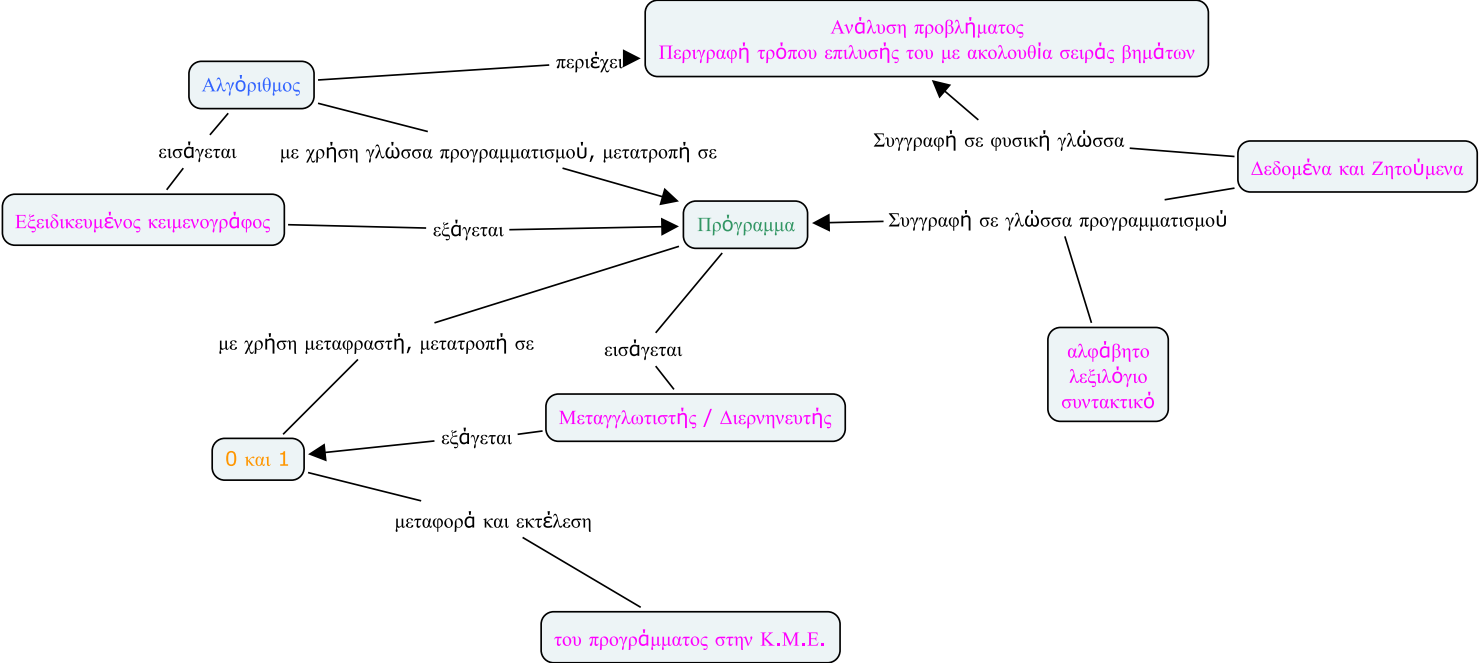 Ανάλυση προβλήματος
Περιγραφή τρόπου επιλυσής του με ακολουθία σειράς βημάτων
περιέχει
Αλγόριθμος
Συγγραφή σε φυσική γλώσσα
εισάγεται
με χρήση γλώσσα προγραμματισμού, μετατροπή σε
Δεδομένα και Ζητούμενα
Εξειδικευμένος κειμενογράφος
εξάγεται
Πρόγραμμα
Συγγραφή σε γλώσσα προγραμματισμού
με χρήση μεταφραστή, μετατροπή σε
εισάγεται
αλφάβητο
λεξιλόγιο
συντακτικό
Μεταγγλωτιστής / Διερνηνευτής
εξάγεται
0 και 1
μεταφορά και εκτέλεση
του προγράμματος στην Κ.Μ.Ε.